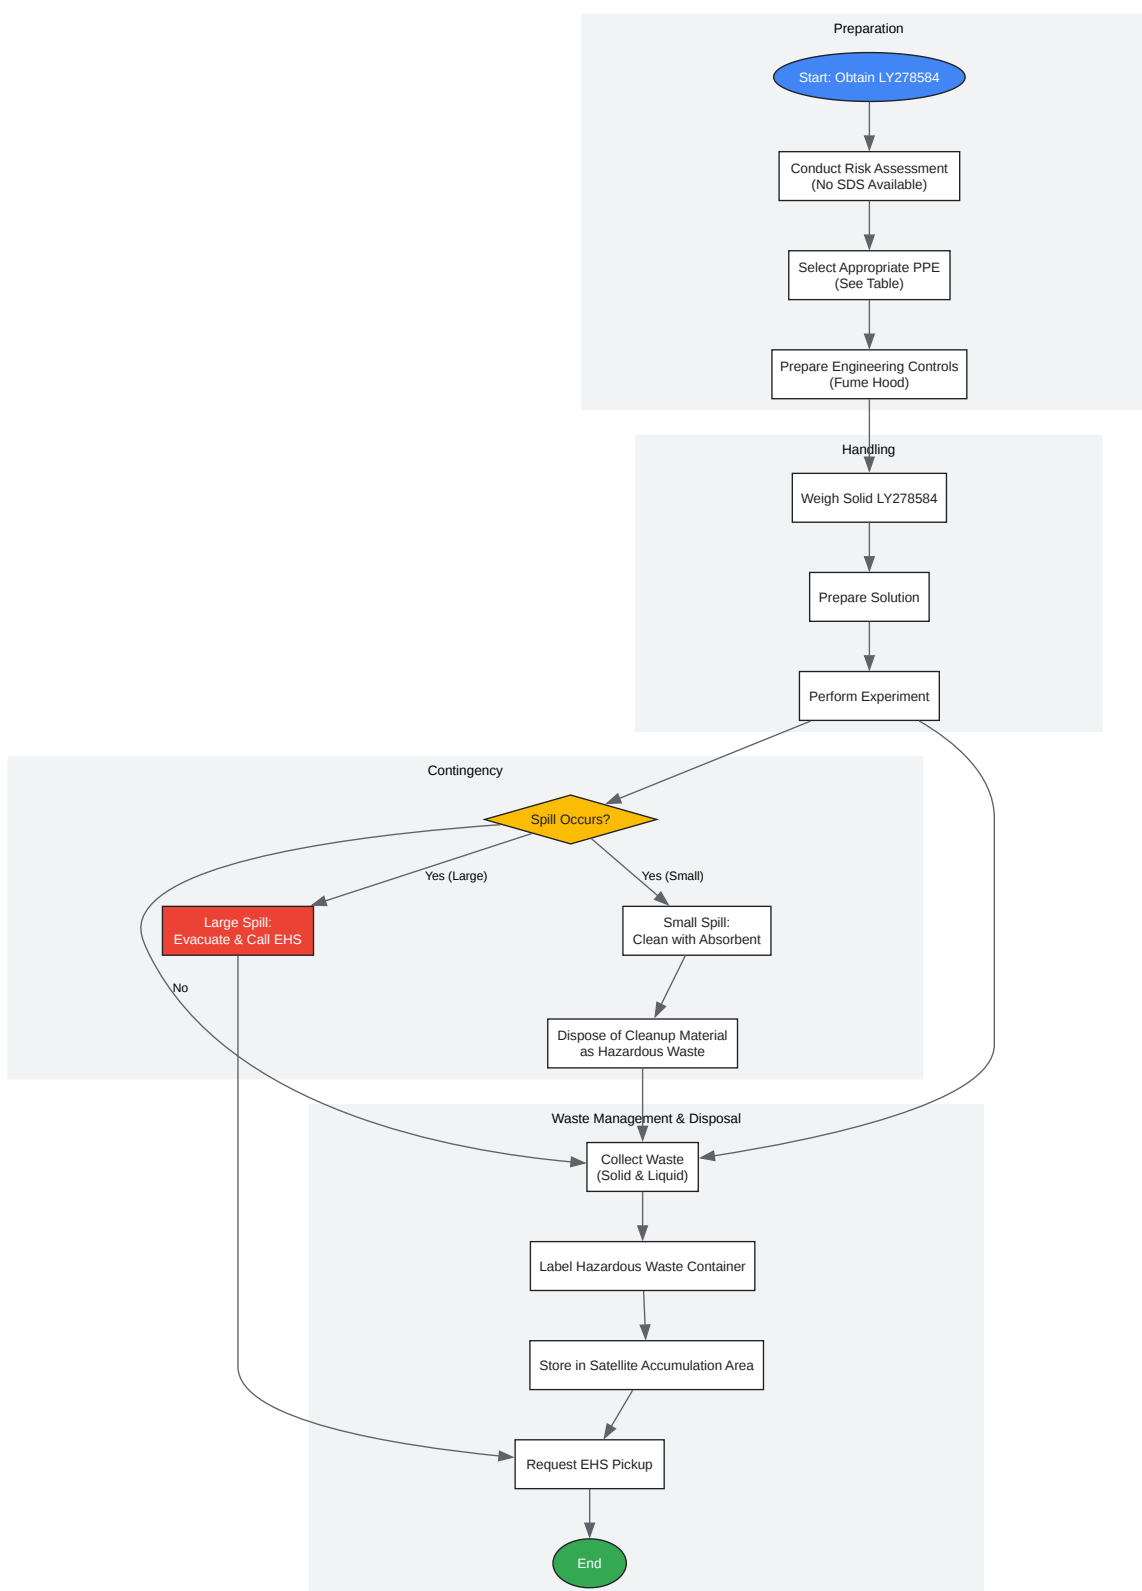 Preparation
Start: Obtain LY278584
Conduct Risk Assessment
(No SDS Available)
Select Appropriate PPE
(See Table)
Prepare Engineering Controls
(Fume Hood)
Handling
Weigh Solid LY278584
Prepare Solution
Perform Experiment
Contingency
Spill Occurs?
Yes (Large)
Yes (Small)
Large Spill:
Evacuate & Call EHS
Small Spill:
Clean with Absorbent
No
Dispose of Cleanup Material
as Hazardous Waste
Waste Management & Disposal
Collect Waste
(Solid & Liquid)
Label Hazardous Waste Container
Store in Satellite Accumulation Area
Request EHS Pickup
End